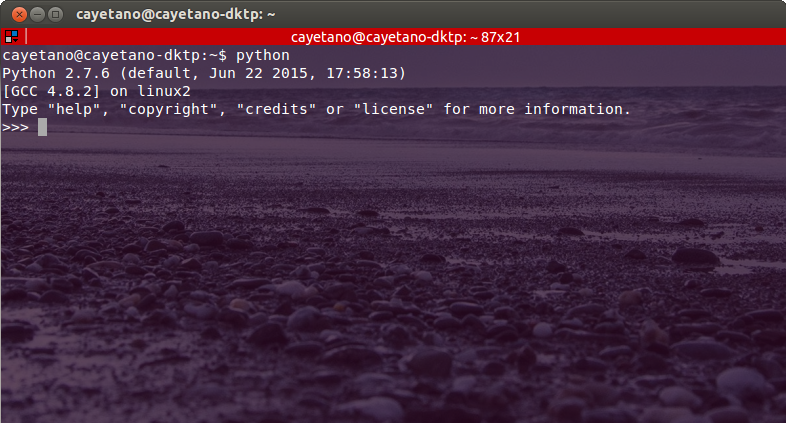 cayetano@cayetano-dktp: ~
cayetano@cayetano-dktp: ~ 87x21
cayetano@cayetano-dktp:~$ python
Python 2.7.6 (default, Jun 22 2015, 17:58:13)
[GCC 4.8.2] on linux2
Type "help", "copyright", "credits" or "license" for more information.
>>>